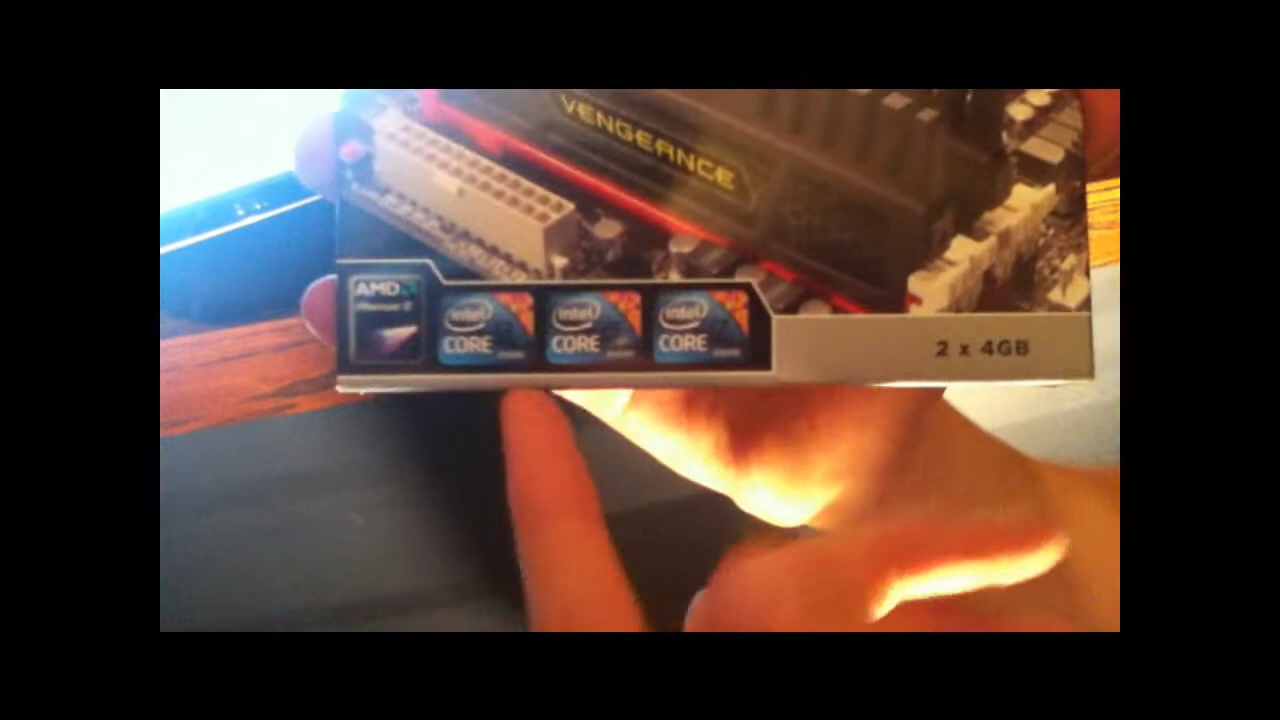 VENGEANCE
AMD
intel
CORE
intel
CORE
intel
CORE
2 x 4GB